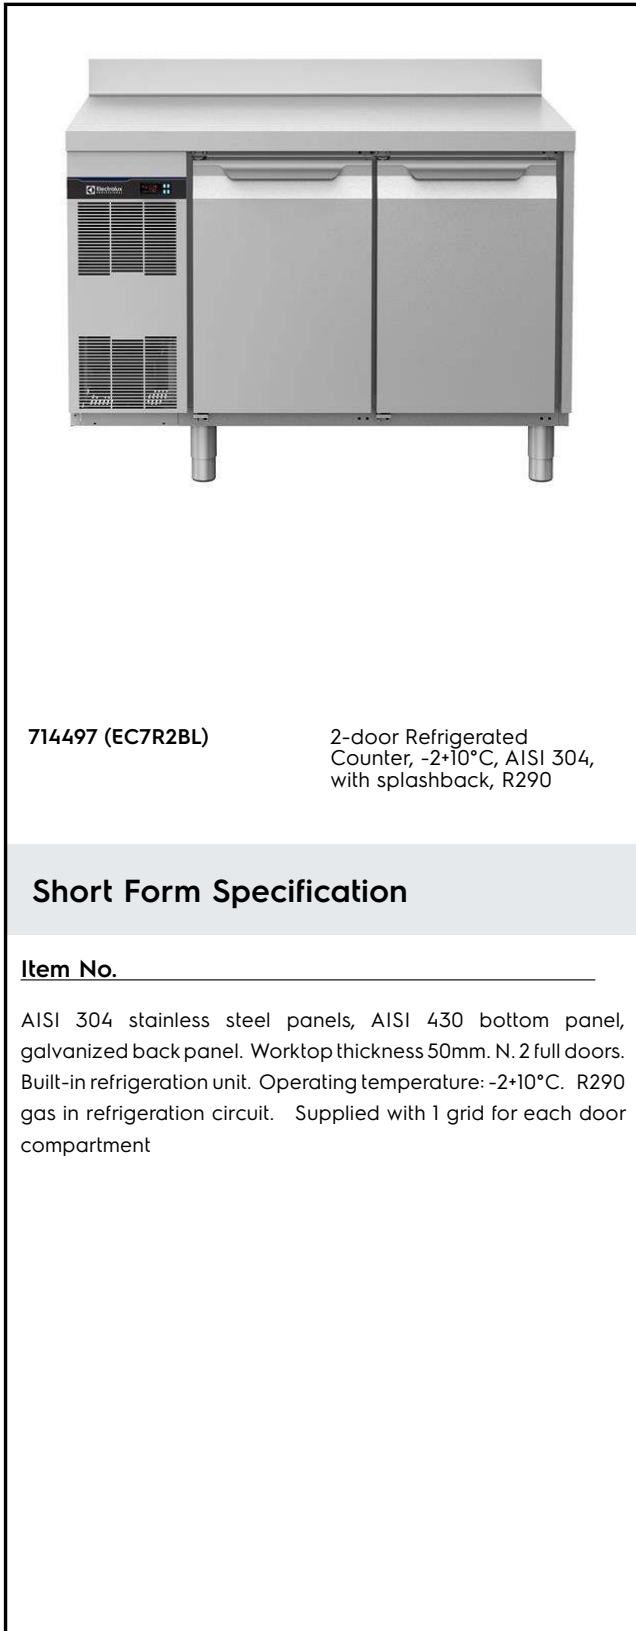 Electrolux
PROFESSIONAL
714497 (EC7R2BL)
2-door Refrigerated
Counter, -2+10°C, AISI 304,
with splashback, R290
Short Form Specification
Item No.
AISI 304 stainless steel panels, AISI 430 bottom panel,
galvanized back panel. Worktop thickness 50mm. N. 2 full doors.
Built-in refrigeration unit. Operating temperature: -2+10°C. R290
gas in refrigeration circuit. Supplied with 1 grid for each door
compartment